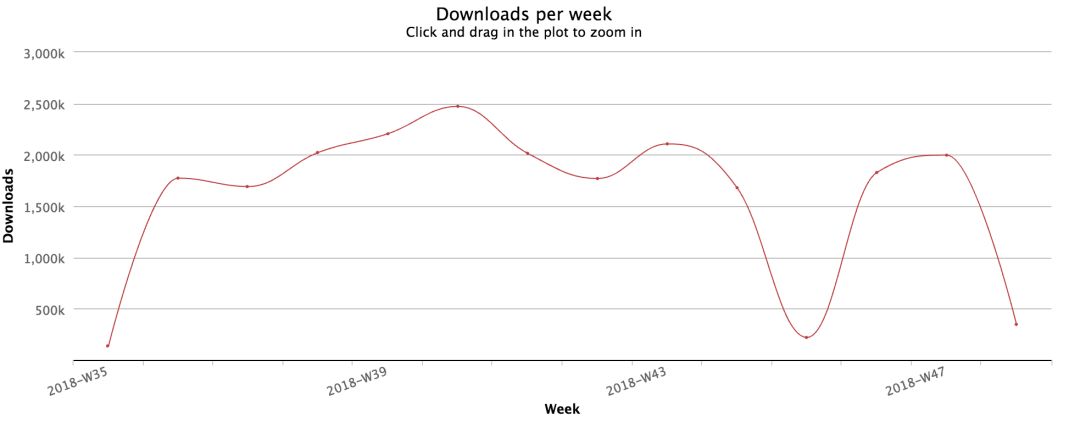 Downloads per week
Click and drag in the plot to zoom in
3,000k
2,500k
2,000k
1,500k
1,000k
500k
Downloads
2018-W35
2018-W39
2018-W43
2018-W47
Week